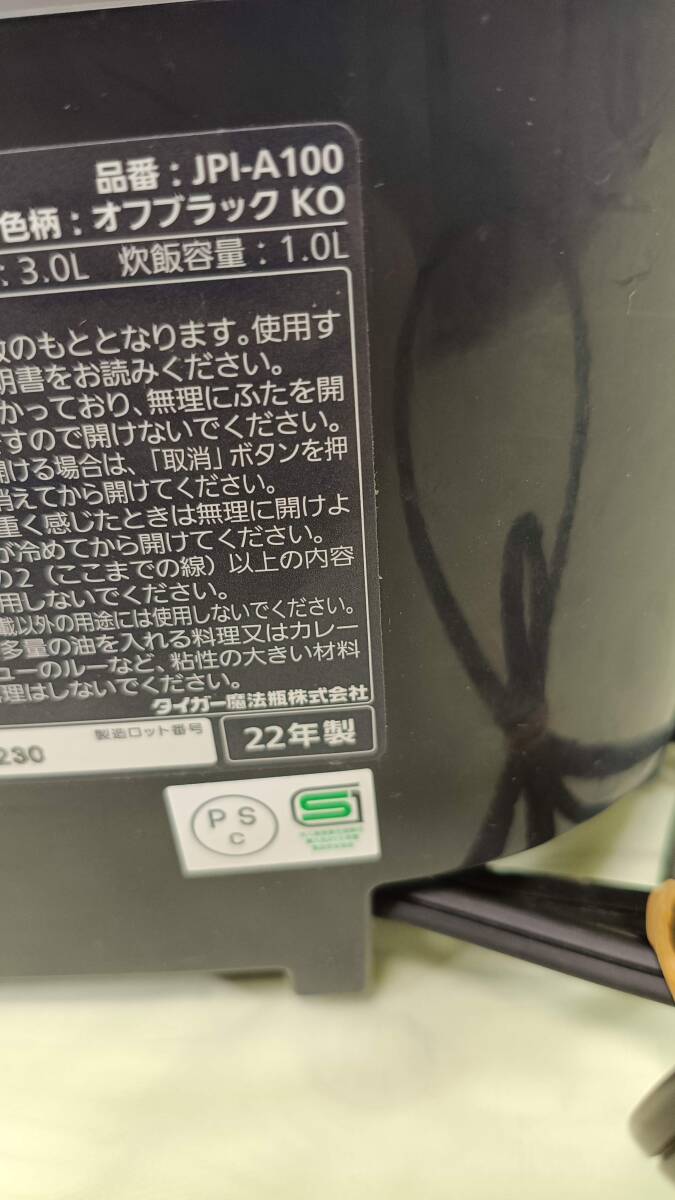 品番：JPI-A100
色柄：オフブラック KO
：3.0L 炊飯容量：1.0L
のもととなります。使用す
明書をお読みください。
かっており、無理にふたを開
すので開けないでください。
開ける場合は、「取消」ボタンを押
消えてから開けてください。
重く感じたときは無理に開けよ
が冷めてから開けてください。
の2（ここまでの線）以上の内容
用しないでください。
載以外の用途には使用しないでください。
多量の油を入れる料理又はカレー
ューのルーなど、粘性の大きい材料
理はしないでください。
タイガー魔法瓶株式会社
製造ロット番号
230
22年製
PS
C
S1